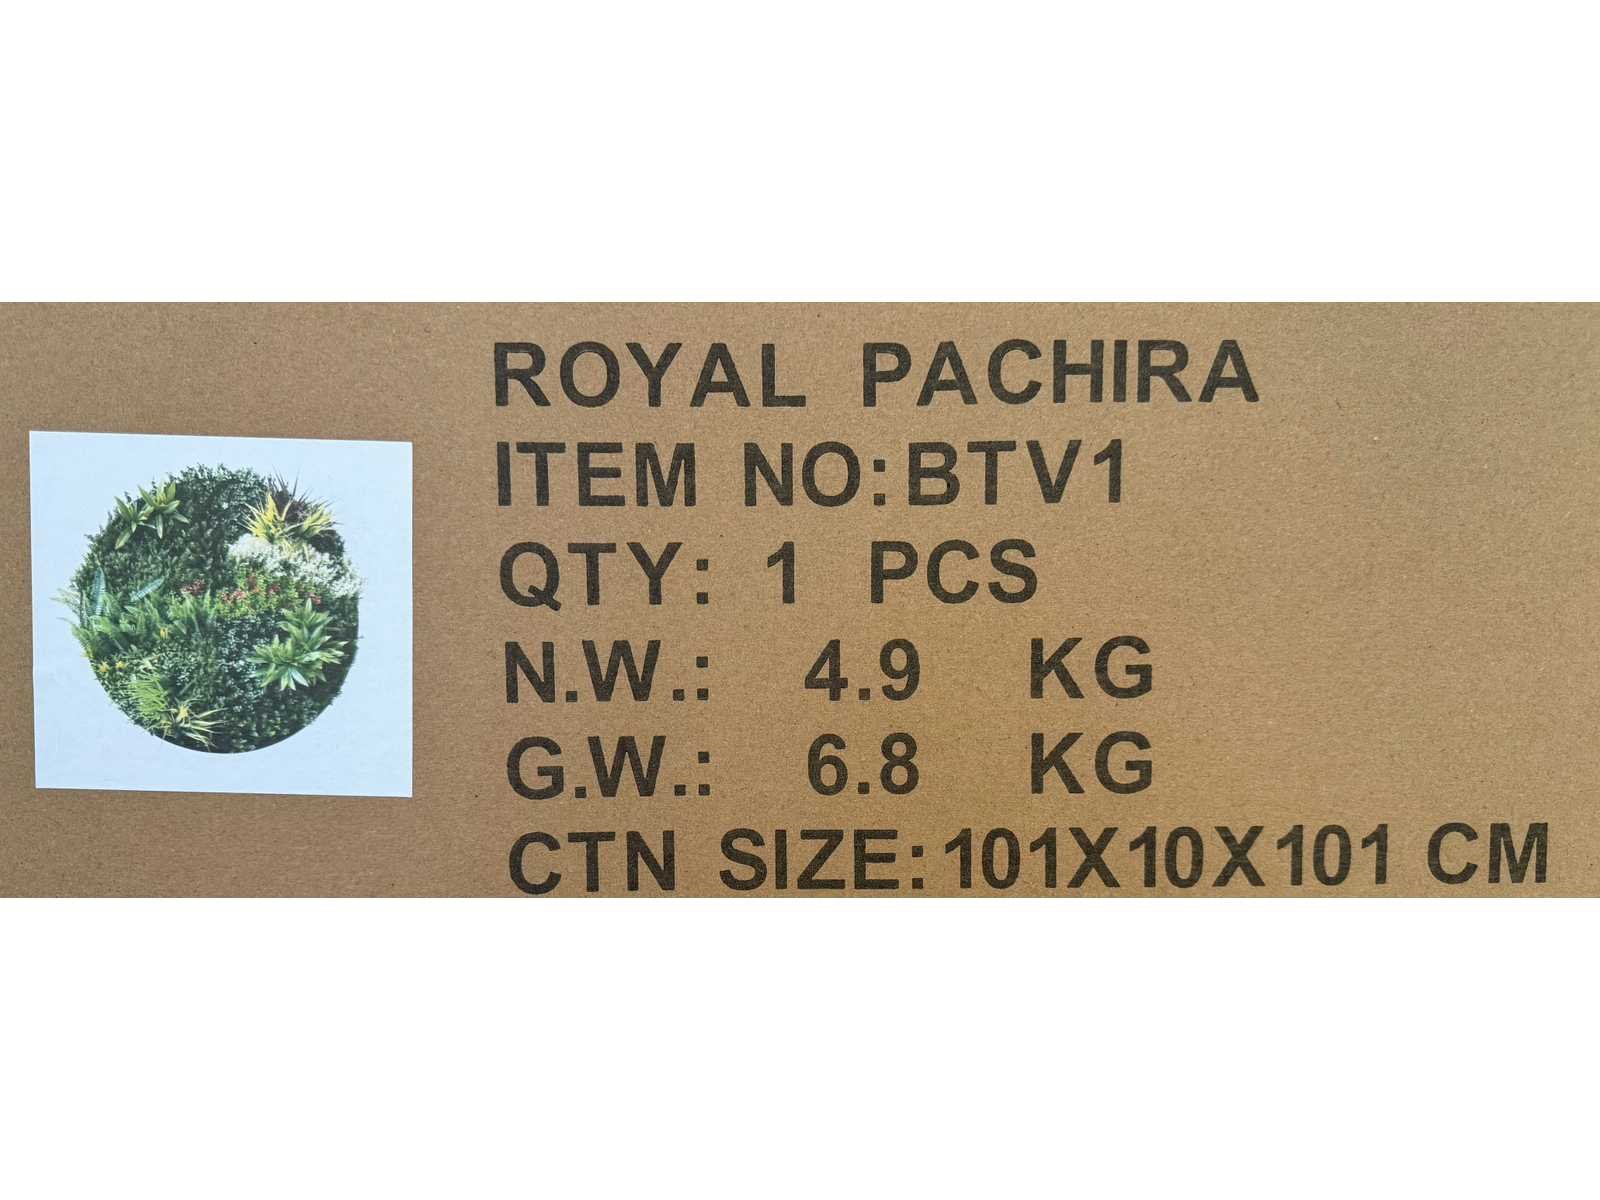 ROYAL PACHIRA
ITEM NO:BTV1
QTY: 1 PCS
N.W.: 4.9 KG
G.W.: 6.8 KG
CTN SIZE:101X10X101 CM